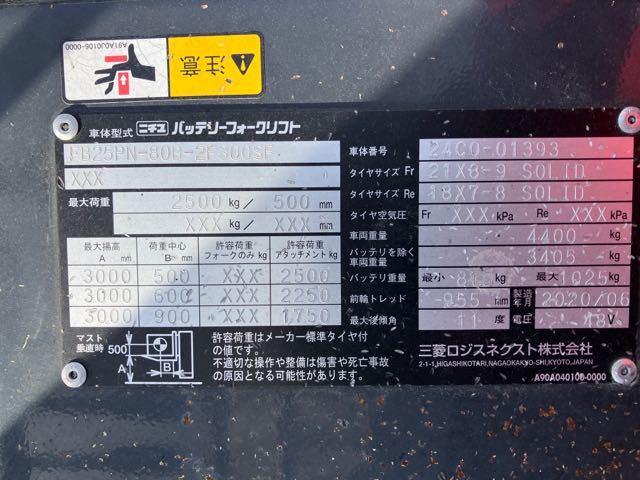 A91A0J0106-0000
注意
車体型式 ニチユ バッテリーフォークリフト
FB25PN-80B-2F300SF
XXX
最大荷重 2500 kg/ 500 mm
XXX kg/ XXX mm
最大揚高 A mm 荷重中心 B mm 許容荷重 フォークのみ kg 許容荷重 アタッチメント kg
3000 500 XXX 2500
3000 600 XXX 2250
3000 900 XXX 1750
マスト垂直時 500 A B
許容荷重はメーカー標準タイヤ付
の値です。
不適切な操作や整備は傷害や死亡事故
の原因となる可能性があります。
車体番号 24C0-01393
タイヤサイズ Fr 21X8-9 SOLID
タイヤサイズ Re 18X7-8 SOLID
タイヤ空気圧 Fr XXX kPa Re XXX kPa
車両重量 4400 kg
バッテリを除く車両重量 3405 kg
バッテリ重量 最小 kg 最大 1025 kg
前輪トレッド 955 製造年月 2020/06
最大後傾角 11 度 電圧 48 V
三菱ロジスネクスト株式会社
2-1-1,HIGASHIKOTARI,NAGAOKAKYO-SHI,KYOTO,JAPAN
A90A040100-0000